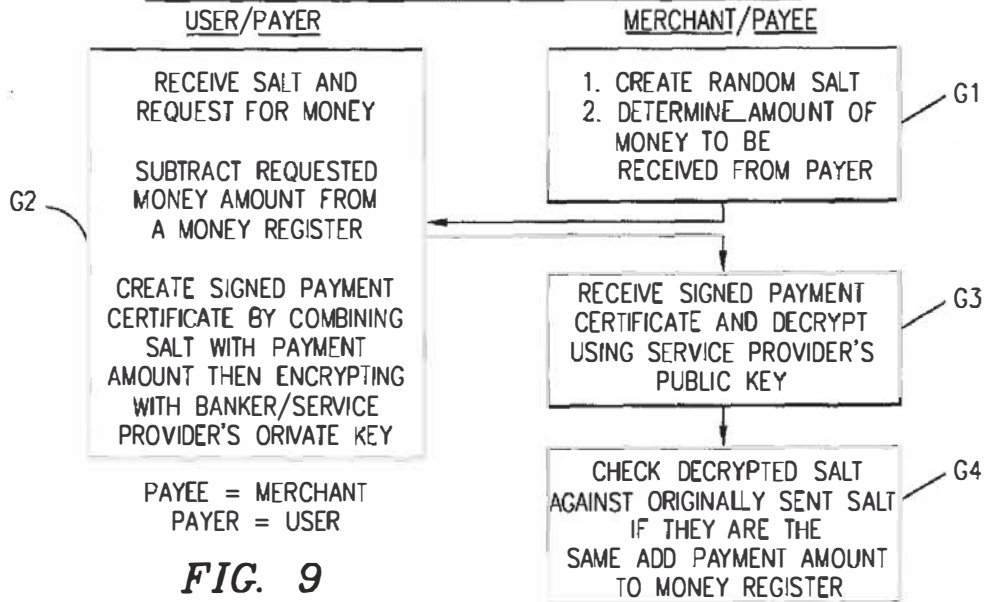 USER/PAYER
RECEIVE SALT AND
REQUEST FOR MONEY
SUBTRACT REQUESTED
MONEY AMOUNT FROM
A MONEY REGISTER
CREATE SIGNED PAYMENT
CERTIFICATE BY COMBINING
SALT WITH PAYMENT
AMOUNT THEN ENCRYPTING
WITH BANKER/SERVICE
PROVIDER'S ORIVATE KEY
G2
PAYEE = MERCHANT
PAYER = USER
MERCHANT/PAYEE
1. CREATE RANDOM SALT
2. DETERMINE AMOUNT OF
MONEY TO BE
RECEIVED FROM PAYER
G1
RECEIVE SIGNED PAYMENT
CERTIFICATE AND DECRYPT
USING SERVICE PROVIDER'S
PUBLIC KEY
G3
CHECK DECRYPTED SALT
AGAINST ORIGINALLY SENT SALT
IF THEY ARE THE
SAME ADD PAYMENT AMOUNT
TO MONEY REGISTER
G4
FIG. 9